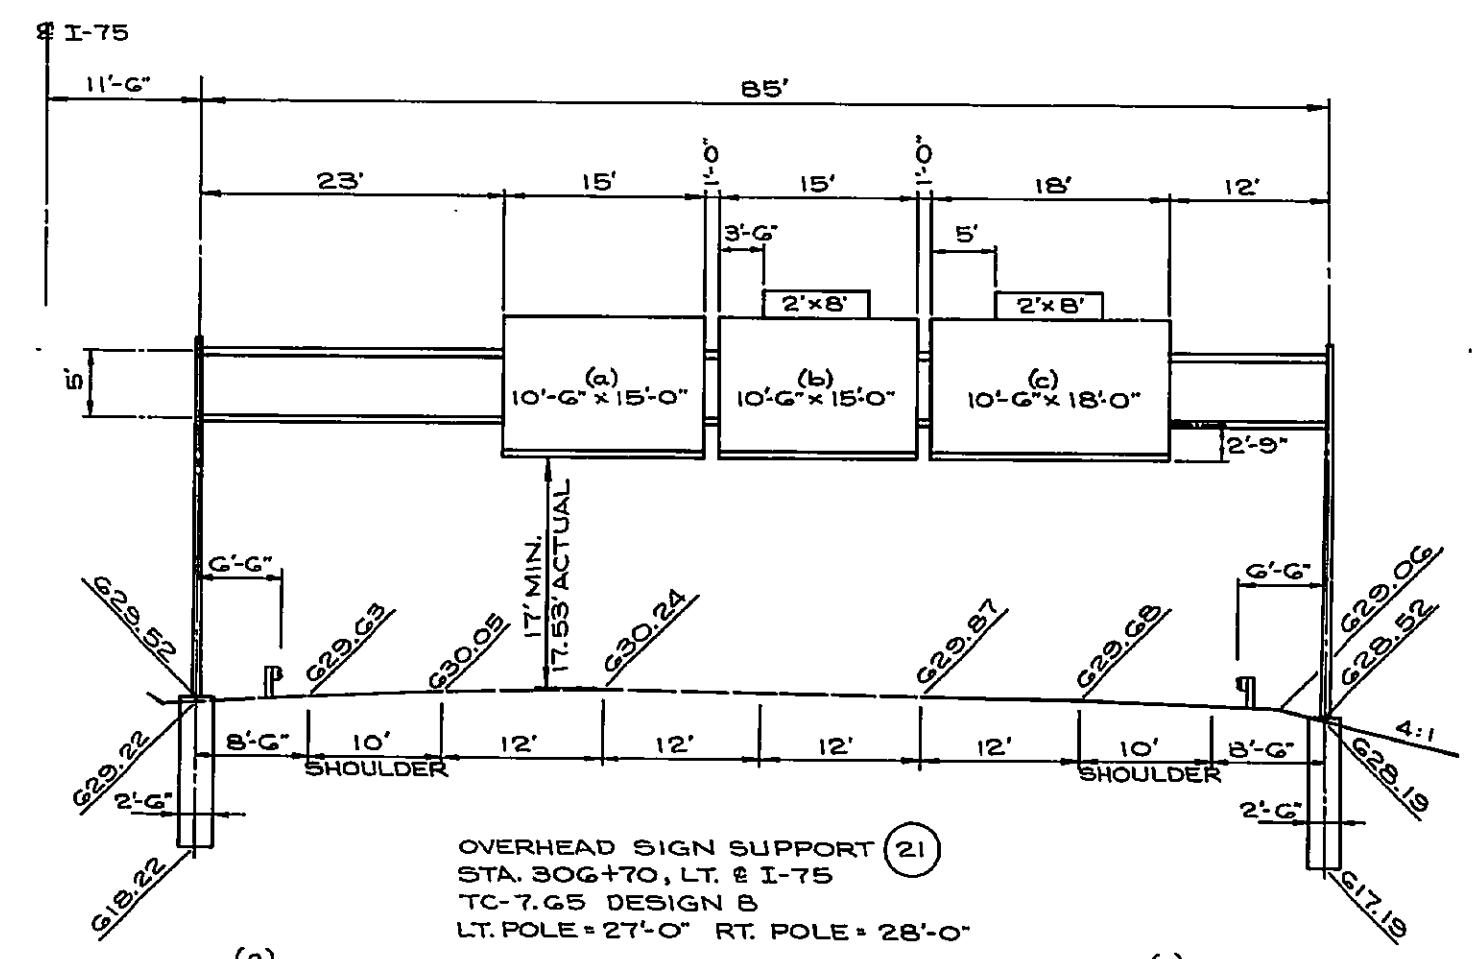 ℄ I-75
11'-6"
85'
23'
15'
1'-0"
15'
1'-0"
18'
12'
3'-6"
5'
2'x8'
2'x8'
5'
(a)
10'-6" x 15'-0"
(b)
10'-6" x 15'-0"
(c)
10'-6" x 18'-0"
2'-9"
17' MIN.
17.53' ACTUAL
6'-6"
6'-6"
629.52
629.63
630.05
630.24
629.87
629.68
629.06
628.52
8'-6"
10'
SHOULDER
12'
12'
12'
12'
10'
SHOULDER
8'-6"
4:1
629.22
628.19
2'-6"
2'-6"
618.22
617.19
OVERHEAD SIGN SUPPORT 21
STA. 306+70, LT. ℄ I-75
TC-7.65 DESIGN 8
LT. POLE = 27'-0" RT. POLE = 28'-0"